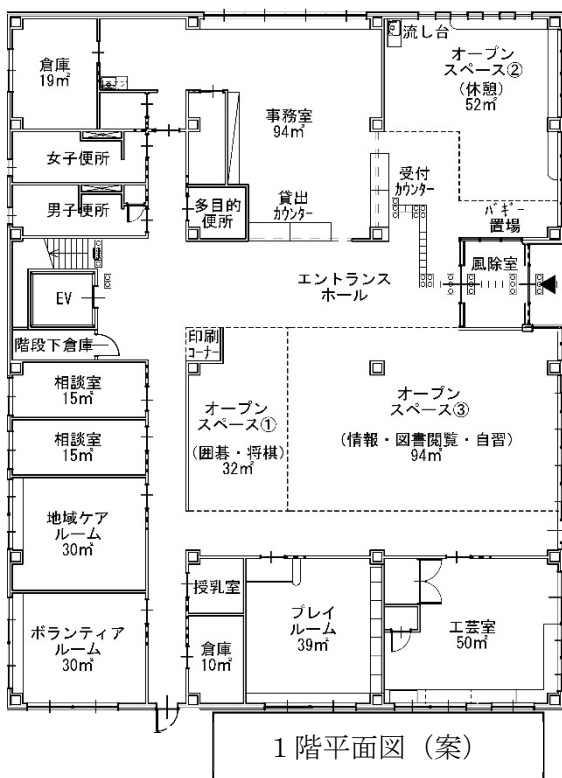 倉庫
19㎡
女子便所
男子便所
EV
階段下倉庫
相談室
15㎡
相談室
15㎡
地域ケア
ルーム
30㎡
ボランティア
ルーム
30㎡
事務室
94㎡
多目的
便所
貸出
カウンター
流し台
オープン
スペース②
(休憩)
52㎡
受付
カウンター
バギー
置場
風除室
エントランス
ホール
印刷
コーナー
オープン
スペース①
(囲碁・将棋)
32㎡
オープン
スペース③
(情報・図書閲覧・自習)
94㎡
授乳室
倉庫
10㎡
プレイ
ルーム
39㎡
工芸室
50㎡
1階平面図（案）